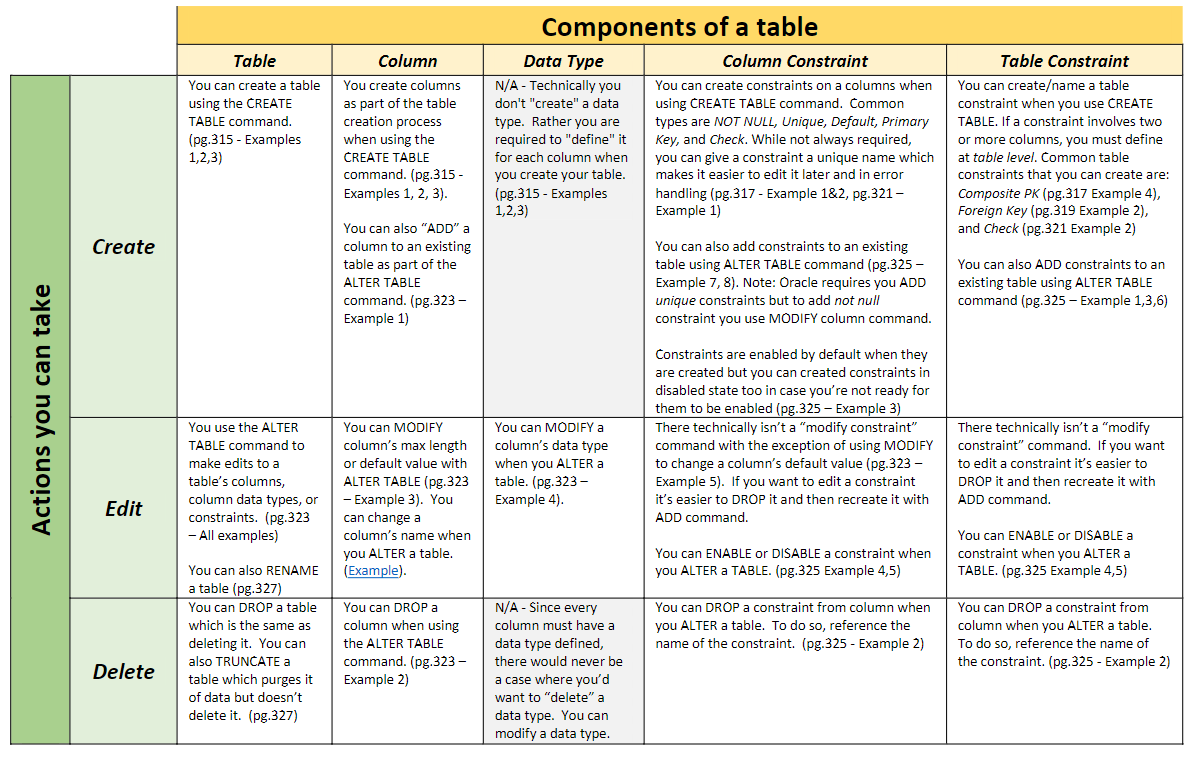 Components of a table
Table
Column
Data Type
Column Constraint
Table Constraint
Actions you can take
Create
You can create a table
using the CREATE
TABLE command.
(pg.315 - Examples
1,2,3)
You create columns
as part of the table
creation process
when using the
CREATE TABLE
command. (pg.315 -
Examples 1, 2, 3).
You can also “ADD” a
column to an existing
table as part of the
ALTER TABLE
command. (pg.323 –
Example 1)
N/A - Technically you
don't "create" a data
type.  Rather you are
required to "define" it
for each column when
you create your table.
(pg.315 - Examples
1,2,3)
You can create constraints on a columns when
using CREATE TABLE command.  Common
types are NOT NULL, Unique, Default, Primary
Key, and Check. While not always required,
you can give a constraint a unique name which
makes it easier to edit it later and in error
handling (pg.317 - Example 1&2, pg.321 –
Example 1)
You can also add constraints to an existing
table using ALTER TABLE command (pg.325 –
Example 7, 8).  Note: Oracle requires you ADD
unique constraints but to add not null
constraint you use MODIFY column command.
Constraints are enabled by default when they
are created but you can created constraints in
disabled state too in case you’re not ready for
them to be enabled (pg.325 – Example 3)
You can create/name a table
constraint when you use CREATE
TABLE. If a constraint involves two
or more columns, you must define
at table level. Common table
constraints that you can create are:
Composite PK (pg.317 Example 4),
Foreign Key (pg.319 Example 2),
and Check (pg.321 Example 2)
You can also ADD constraints to an
existing table using ALTER TABLE
command (pg.325 – Example 1,3,6)
Edit
You use the ALTER
TABLE command to
make edits to a
table’s columns,
column data types, or
constraints.  (pg.323
– All examples)
You can also RENAME
a table (pg.327)
You can MODIFY
column’s max length
or default value with
ALTER TABLE (pg.323
– Example 3).  You
can change a
column’s name when
you ALTER a table.
(Example).
You can MODIFY a
column’s data type
when you ALTER a
table. (pg.323 –
Example 4).
There technically isn’t a “modify constraint”
command with the exception of using MODIFY
to change a column’s default value (pg.323 –
Example 5).  If you want to edit a constraint
it’s easier to DROP it and then recreate it with
ADD command.
You can ENABLE or DISABLE a constraint when
you ALTER a TABLE. (pg.325 Example 4,5)
There technically isn’t a “modify
constraint” command.  If you want
to edit a constraint it’s easier to
DROP it and then recreate it with
ADD command.
You can ENABLE or DISABLE a
constraint when you ALTER a
TABLE. (pg.325 Example 4,5)
Delete
You can DROP a table
which is the same as
deleting it.  You can
also TRUNCATE a
table which purges it
of data but doesn’t
delete it.  (pg.327)
You can DROP a
column when using
the ALTER TABLE
command. (pg.323 –
Example 2)
N/A - Since every
column must have a
data type defined,
there would never be
a case where you’d
want to “delete” a
data type.  You can
modify a data type.
You can DROP a constraint from column when
you ALTER a table.  To do so, reference the
name of the constraint.  (pg.325 - Example 2)
You can DROP a constraint from
column when you ALTER a table.
To do so, reference the name of
the constraint. (pg.325 - Example 2)